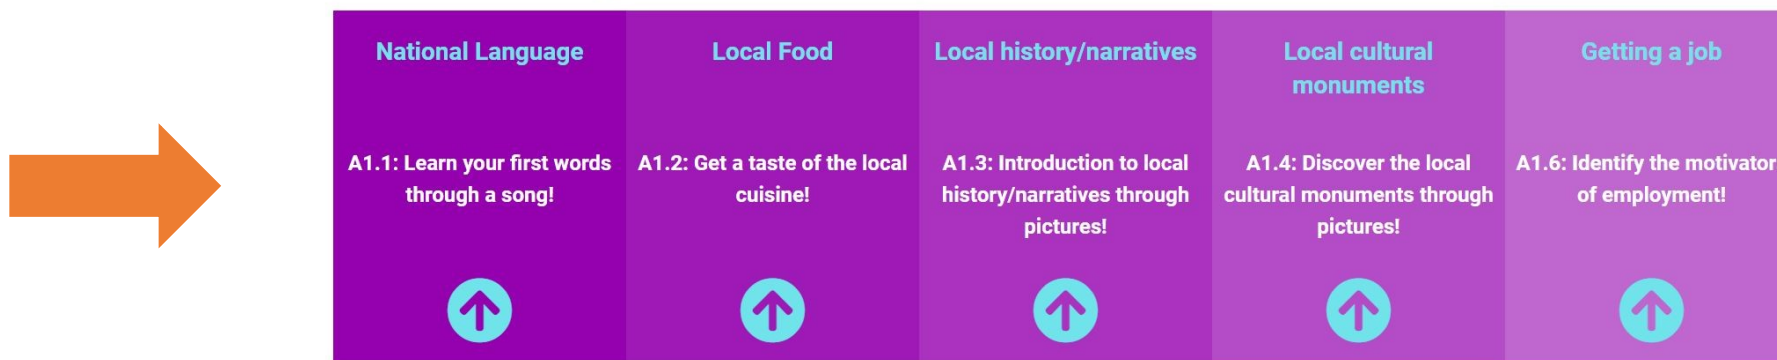 National Language
A1.1: Learn your first words
through a song!
Local Food
A1.2: Get a taste of the local
cuisine!
Local history/narratives
A1.3: Introduction to local
history/narratives through
pictures!
Local cultural
monuments
A1.4: Discover the local
cultural monuments through
pictures!
Getting a job
A1.6: Identify the motivator
of employment!